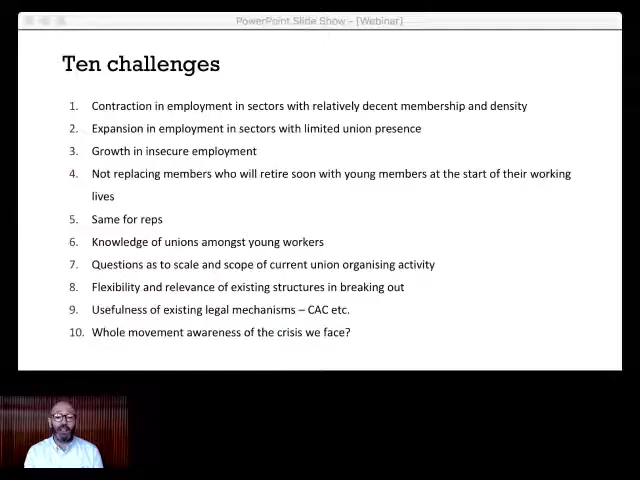 PowerPoint Slide Show - [Webinar]
Ten challenges
1. Contraction in employment in sectors with relatively decent membership and density
2. Expansion in employment in sectors with limited union presence
3. Growth in insecure employment
4. Not replacing members who will retire soon with young members at the start of their working
lives
5. Same for reps
6. Knowledge of unions amongst young workers
7. Questions as to scale and scope of current union organising activity
8. Flexibility and relevance of existing structures in breaking out
9. Usefulness of existing legal mechanisms – CAC etc.
10. Whole movement awareness of the crisis we face?